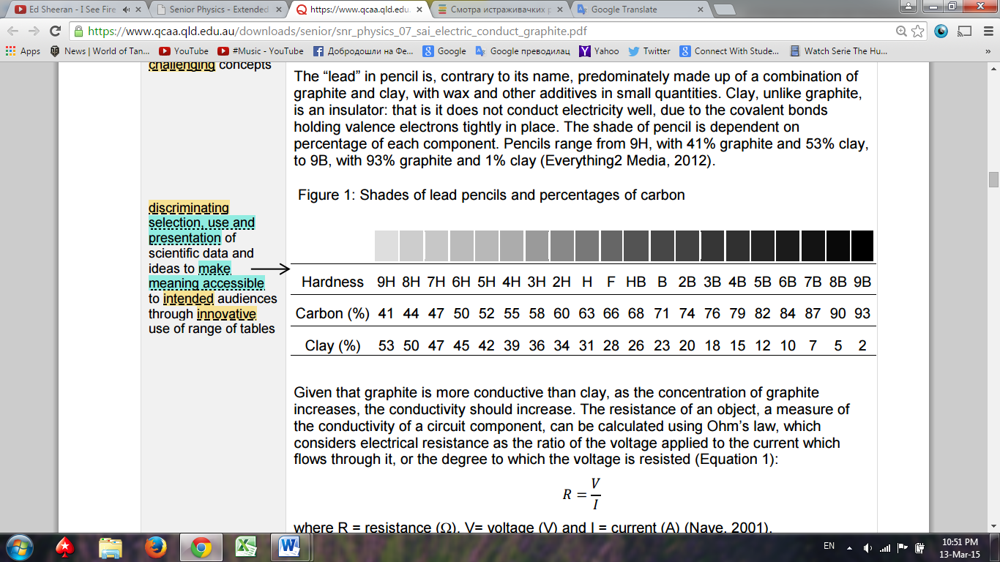 Ed Sheeran - I See Fire
Senior Physics - Extended
https://www.qcaa.qld.edu.
Смотра истраживачких р
Google Translate
https://www.qcaa.qld.edu.au/downloads/senior/snr_physics_07_sai_electric_conduct_graphite.pdf
Apps News | World of Tan... YouTube #Music - YouTube Добродошли на Фе... Google Google преводилац Yahoo Twitter Connect With Stude... Watch Serie The Hu... »
challenging concepts
discriminating
selection, use and
presentation of
scientific data and
ideas to make
meaning accessible
to intended audiences
through innovative
use of range of tables
The “lead” in pencil is, contrary to its name, predominately made up of a combination of
graphite and clay, with wax and other additives in small quantities. Clay, unlike graphite,
is an insulator: that is it does not conduct electricity well, due to the covalent bonds
holding valence electrons tightly in place. The shade of pencil is dependent on
percentage of each component. Pencils range from 9H, with 41% graphite and 53% clay,
to 9B, with 93% graphite and 1% clay (Everything2 Media, 2012).
Figure 1: Shades of lead pencils and percentages of carbon
Hardness 9H 8H 7H 6H 5H 4H 3H 2H H F HB B 2B 3B 4B 5B 6B 7B 8B 9B
Carbon (%) 41 44 47 50 52 55 58 60 63 66 68 71 74 76 79 82 84 87 90 93
Clay (%) 53 50 47 45 42 39 36 34 31 28 26 23 20 18 15 12 10 7 5 2
Given that graphite is more conductive than clay, as the concentration of graphite
increases, the conductivity should increase. The resistance of an object, a measure of
the conductivity of a circuit component, can be calculated using Ohm’s law, which
considers electrical resistance as the ratio of the voltage applied to the current which
flows through it, or the degree to which the voltage is resisted (Equation 1):
R = V/I
where R = resistance (Ω), V= voltage (V) and I = current (A) (Nave, 2001).
EN
10:51 PM
13-Mar-15